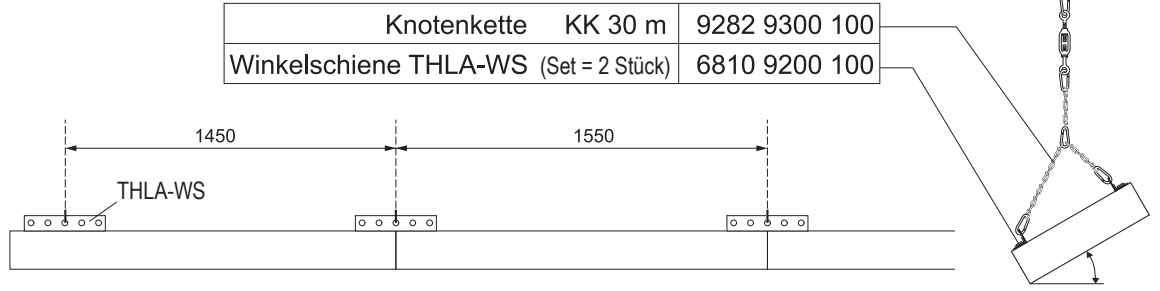 Knotenkette KK 30 m 9282 9300 100
Winkelschiene THLA-WS (Set = 2 Stück) 6810 9200 100
1450 1550
THLA-WS